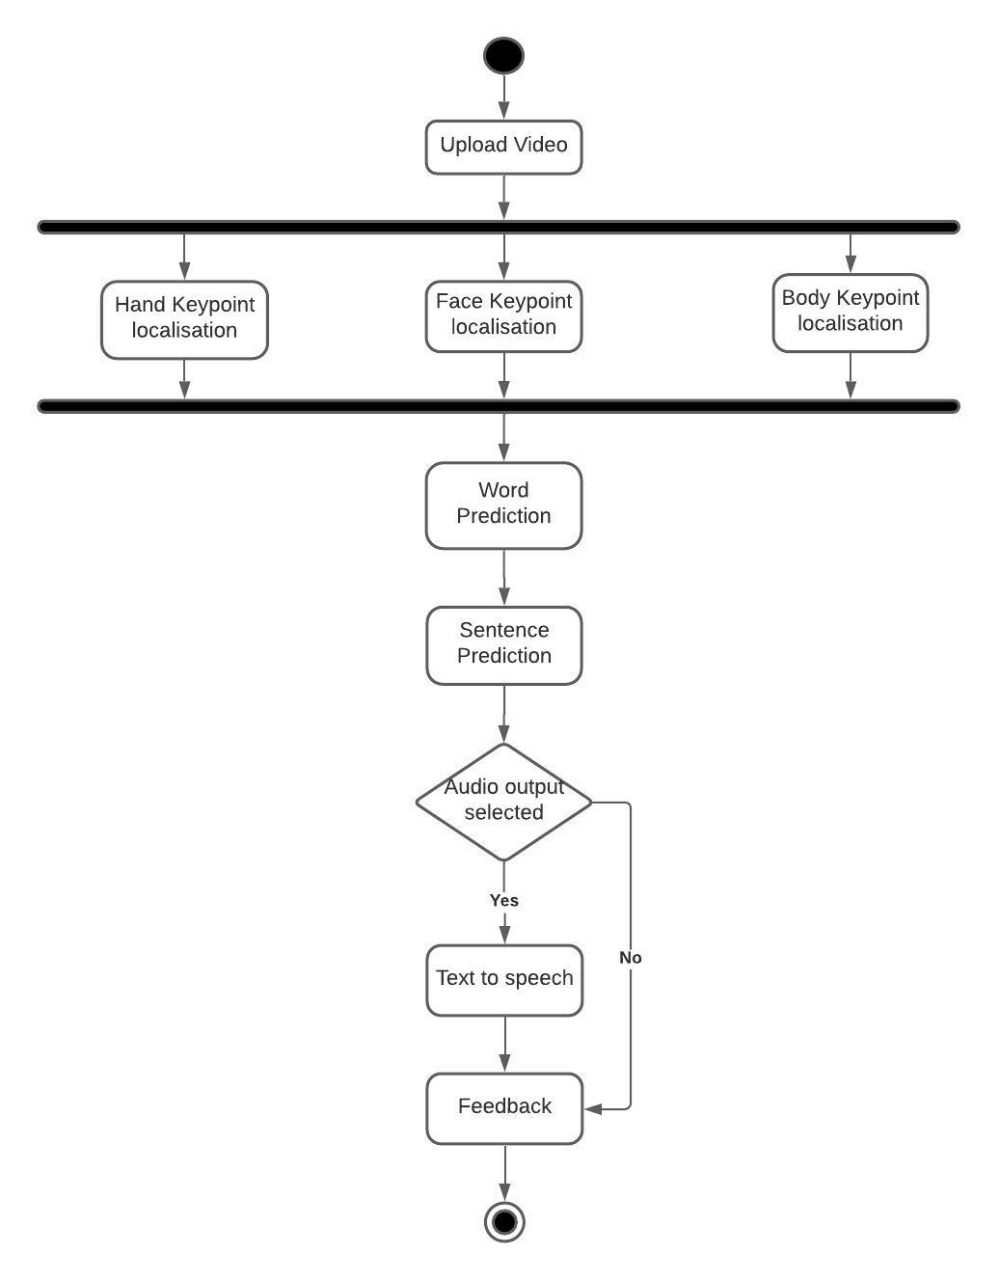 Upload Video
Hand Keypoint
localisation
Face Keypoint
localisation
Body Keypoint
localisation
Word
Prediction
Sentence
Prediction
Audio output
selected
Yes
No
Text to speech
Feedback